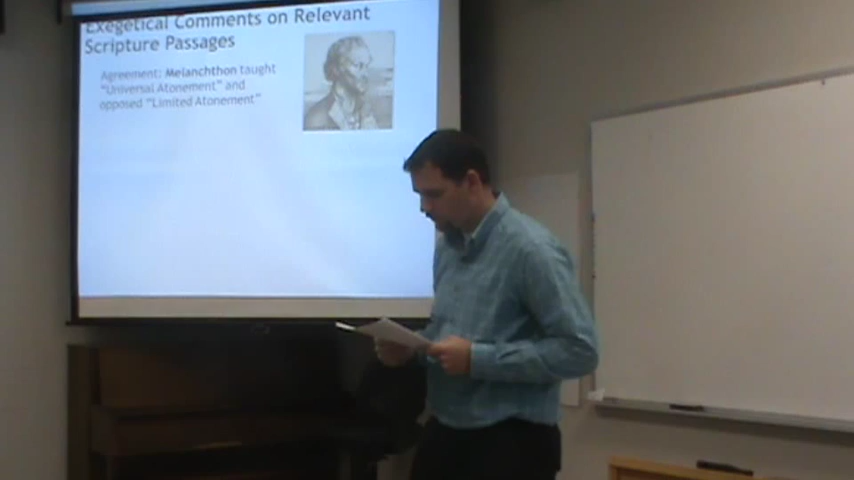 Exegetical Comments on Relevant
Scripture Passages
Agreement: Melanchthon taught
"Universal Atonement" and
opposed "Limited Atonement"